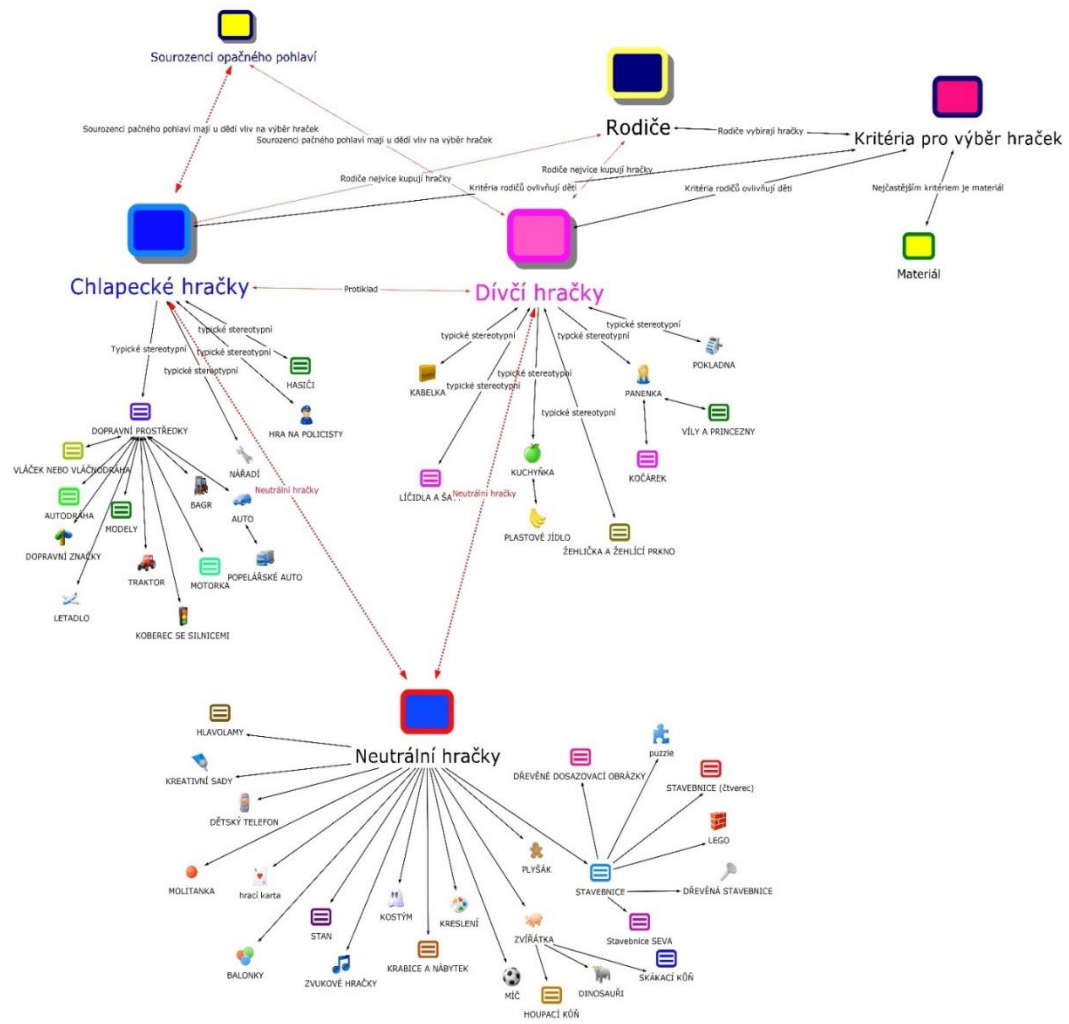 Sourozenci opačného pohlaví
Rodiče
Kritéria pro výběr hraček
Sourozenci pačného pohlaví mají u dědí vliv na výběr hraček
Sourozenci pačného pohlaví mají u dědí vliv na výběr hraček
Rodiče vybírají hračky
Rodiče nejvíce kupují hračky
Rodiče nejvíce kupují hračky
Kritéria rodičů ovlivňují děti
Kritéria rodičů ovlivňují děti
Nejčastějším kritériem je materiál
Materiál
Chlapecké hračky
Protiklad
Dívčí hračky
Typické stereotypní
typické stereotypní
typické stereotypní
typické stereotypní
typické stereotypní
typické stereotypní
typické stereotypní
typické stereotypní
typcké stereotypní
typické stereotypní
HASIČI
HRA NA POLICISTY
NÁŘADÍ
DOPRAVNÍ PROSTŘEDKY
VLÁČEK NEBO VLÁČNODRÁHA
AUTODRÁHA
MODELY
BAGR
AUTO
DOPRAVNÍ ZNAČKY
TRAKTOR
MOTORKA
POPELÁŘSKÉ AUTO
LETADLO
KOBEREC SE SILNICEMI
KABELKA
PANENKA
POKLADNA
VÍLY A PRINCEZNY
KOČÁREK
KUCHYŇKA
LÍČIDLA A
PLASTOVÉ JÍDLO
ŽEHLIČKA A ŽEHLÍCÍ PRKNO
Neutrální hračky
Neutrální hračky
Neutrální hračky
HLAVOLAMY
KREATIVNÍ SADY
DĚTSKÝ TELEFON
MOLITANKA
hrací karta
BALONKY
STAN
ZVUKOVÉ HRAČKY
KOSTÝM
KRABICE A NÁBYTEK
KRESLENÍ
MÍČ
PLYŠÁK
ZVÍŘÁTKA
HOUPACÍ KŮŇ
DINOSAUŘI
SKÁKACÍ KŮŇ
STAVEBNICE
DŘEVĚNÉ DOSAZOVACÍ OBRÁZKY
puzzle
STAVEBNICE (čtverec)
LEGO
DŘEVĚNÁ STAVEBNICE
Stavebnice SEVA